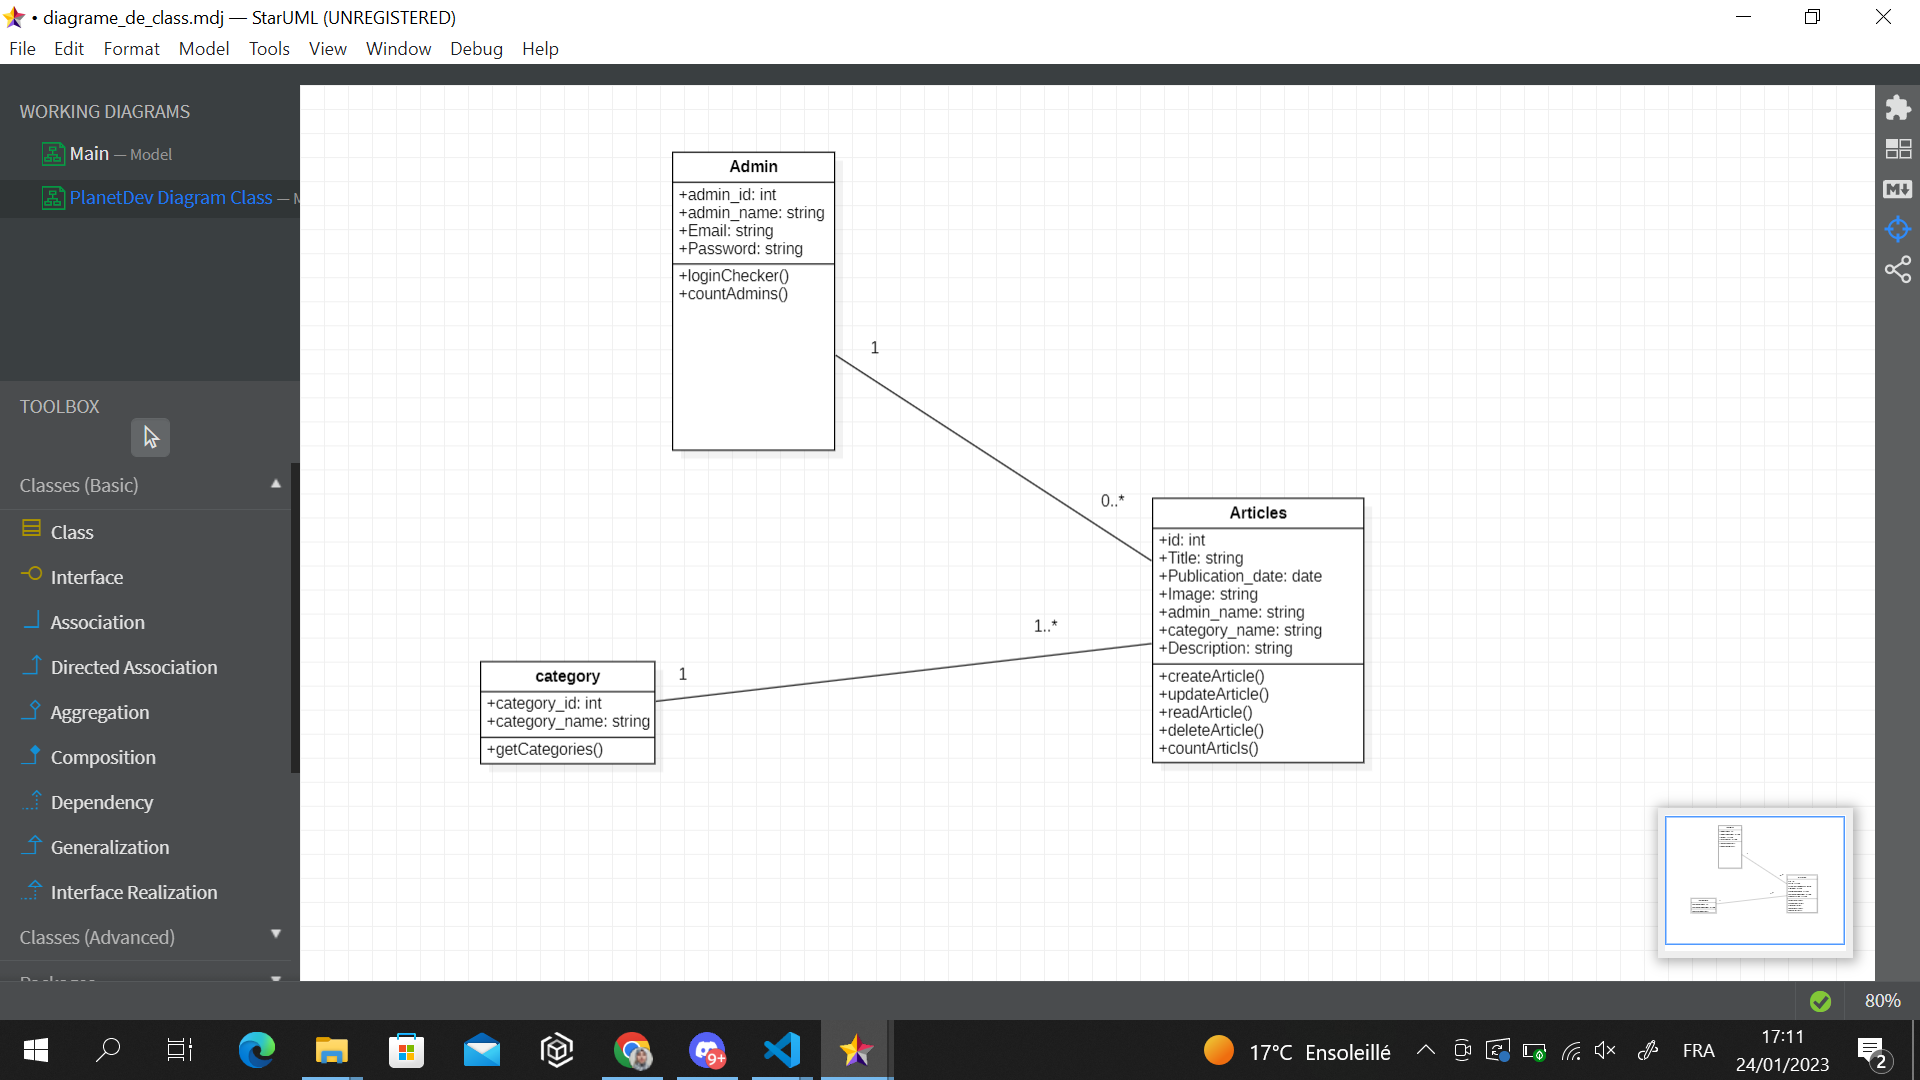 • diagrame_de_class.mdj — StarUML (UNREGISTERED)
File Edit Format Model Tools View Window Debug Help
WORKING DIAGRAMS
Main — Model
PlanetDev Diagram Class — M
TOOLBOX
Classes (Basic)
Class
Interface
Association
Directed Association
Aggregation
Composition
Dependency
Generalization
Interface Realization
Classes (Advanced)
Packages
Admin
+admin_id: int
+admin_name: string
+Email: string
+Password: string
+loginChecker()
+countAdmins()
1
0..*
Articles
+id: int
+Title: string
+Publication_date: date
+Image: string
+admin_name: string
+category_name: string
+Description: string
+createArticle()
+updateArticle()
+readArticle()
+deleteArticle()
+countArticls()
1..*
1
category
+category_id: int
+category_name: string
+getCategories()
80%
9+
17°C Ensoleillé
FRA
17:11
24/01/2023
2